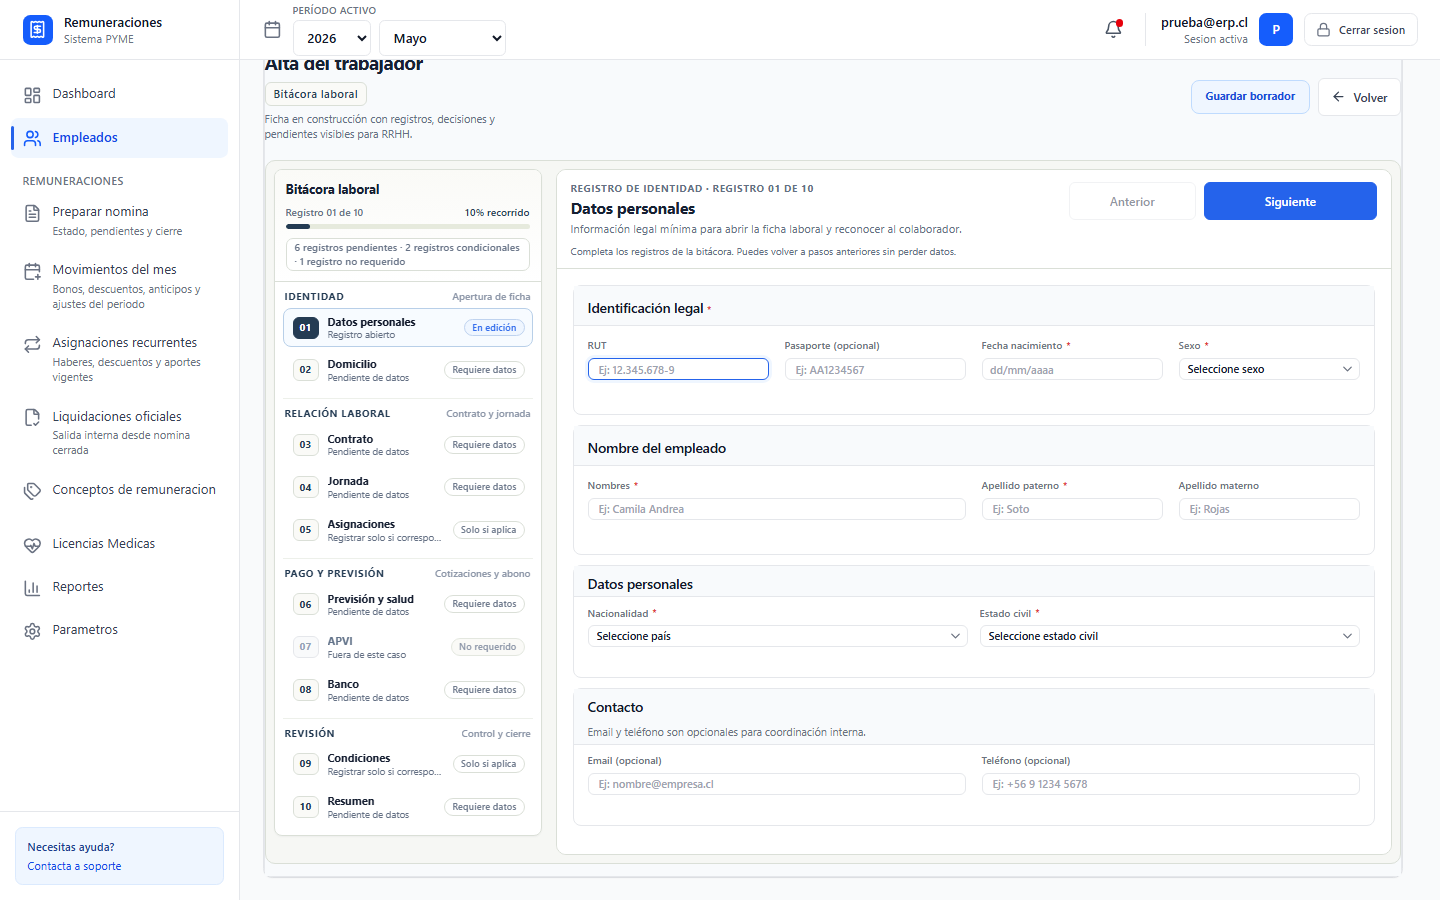 Remuneraciones
Sistema PYME
PERÍODO ACTIVO
2026
Mayo
prueba@erp.cl
Sesion activa
P
Cerrar sesion
Dashboard
Empleados
REMUNERACIONES
Preparar nomina
Estado, pendientes y cierre
Movimientos del mes
Bonos, descuentos, anticipos y
ajustes del periodo
Asignaciones recurrentes
Haberes, descuentos y aportes
vigentes
Liquidaciones oficiales
Salida interna desde nomina
cerrada
Conceptos de remuneracion
Licencias Medicas
Reportes
Parametros
Necesitas ayuda?
Contacta a soporte
Alta del trabajador
Bitácora laboral
Ficha en construcción con registros, decisiones y
pendientes visibles para RRHH.
Guardar borrador
Volver
Bitácora laboral
Registro 01 de 10
10% recorrido
6 registros pendientes · 2 registros condicionales
· 1 registro no requerido
IDENTIDAD
Apertura de ficha
01
Datos personales
Registro abierto
En edición
02
Domicilio
Pendiente de datos
Requiere datos
RELACIÓN LABORAL
Contrato y jornada
03
Contrato
Pendiente de datos
Requiere datos
04
Jornada
Pendiente de datos
Requiere datos
05
Asignaciones
Registrar solo si correspo...
Solo si aplica
PAGO Y PREVISIÓN
Cotizaciones y abono
06
Previsión y salud
Pendiente de datos
Requiere datos
07
APVI
Fuera de este caso
No requerido
08
Banco
Pendiente de datos
Requiere datos
REVISIÓN
Control y cierre
09
Condiciones
Registrar solo si correspo...
Solo si aplica
10
Resumen
Pendiente de datos
Requiere datos
REGISTRO DE IDENTIDAD · REGISTRO 01 DE 10
Datos personales
Información legal mínima para abrir la ficha laboral y reconocer al colaborador.
Completa los registros de la bitácora. Puedes volver a pasos anteriores sin perder datos.
Anterior
Siguiente
Identificación legal *
RUT
Pasaporte (opcional)
Fecha nacimiento *
Sexo *
Ej: 12.345.678-9
Ej: AA1234567
dd/mm/aaaa
Seleccione sexo
Nombre del empleado
Nombres *
Apellido paterno *
Apellido materno
Ej: Camila Andrea
Ej: Soto
Ej: Rojas
Datos personales
Nacionalidad *
Estado civil *
Seleccione país
Seleccione estado civil
Contacto
Email y teléfono son opcionales para coordinación interna.
Email (opcional)
Teléfono (opcional)
Ej: nombre@empresa.cl
Ej: +56 9 1234 5678